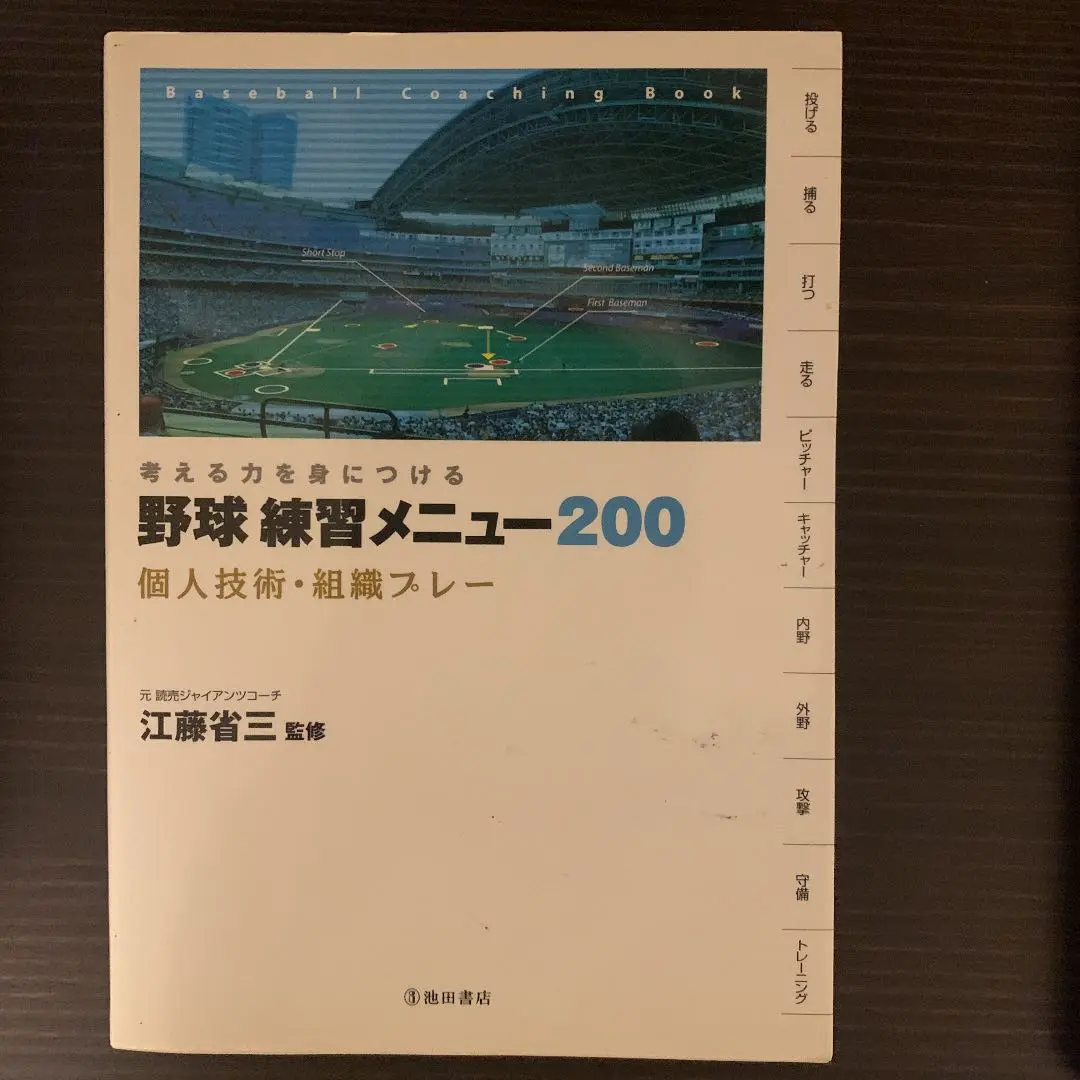 Baseball Coaching Book
Short Stop
Second Baseman
First Baseman
考える力を身につける
野球 練習メニュー200
個人技術・組織プレー
元 読売ジャイアンツコーチ
江藤省三 監修
池田書店
投げる
捕る
打つ
走る
ピッチャー
キャッチャー
内野
外野
攻撃
守備
トレーニング